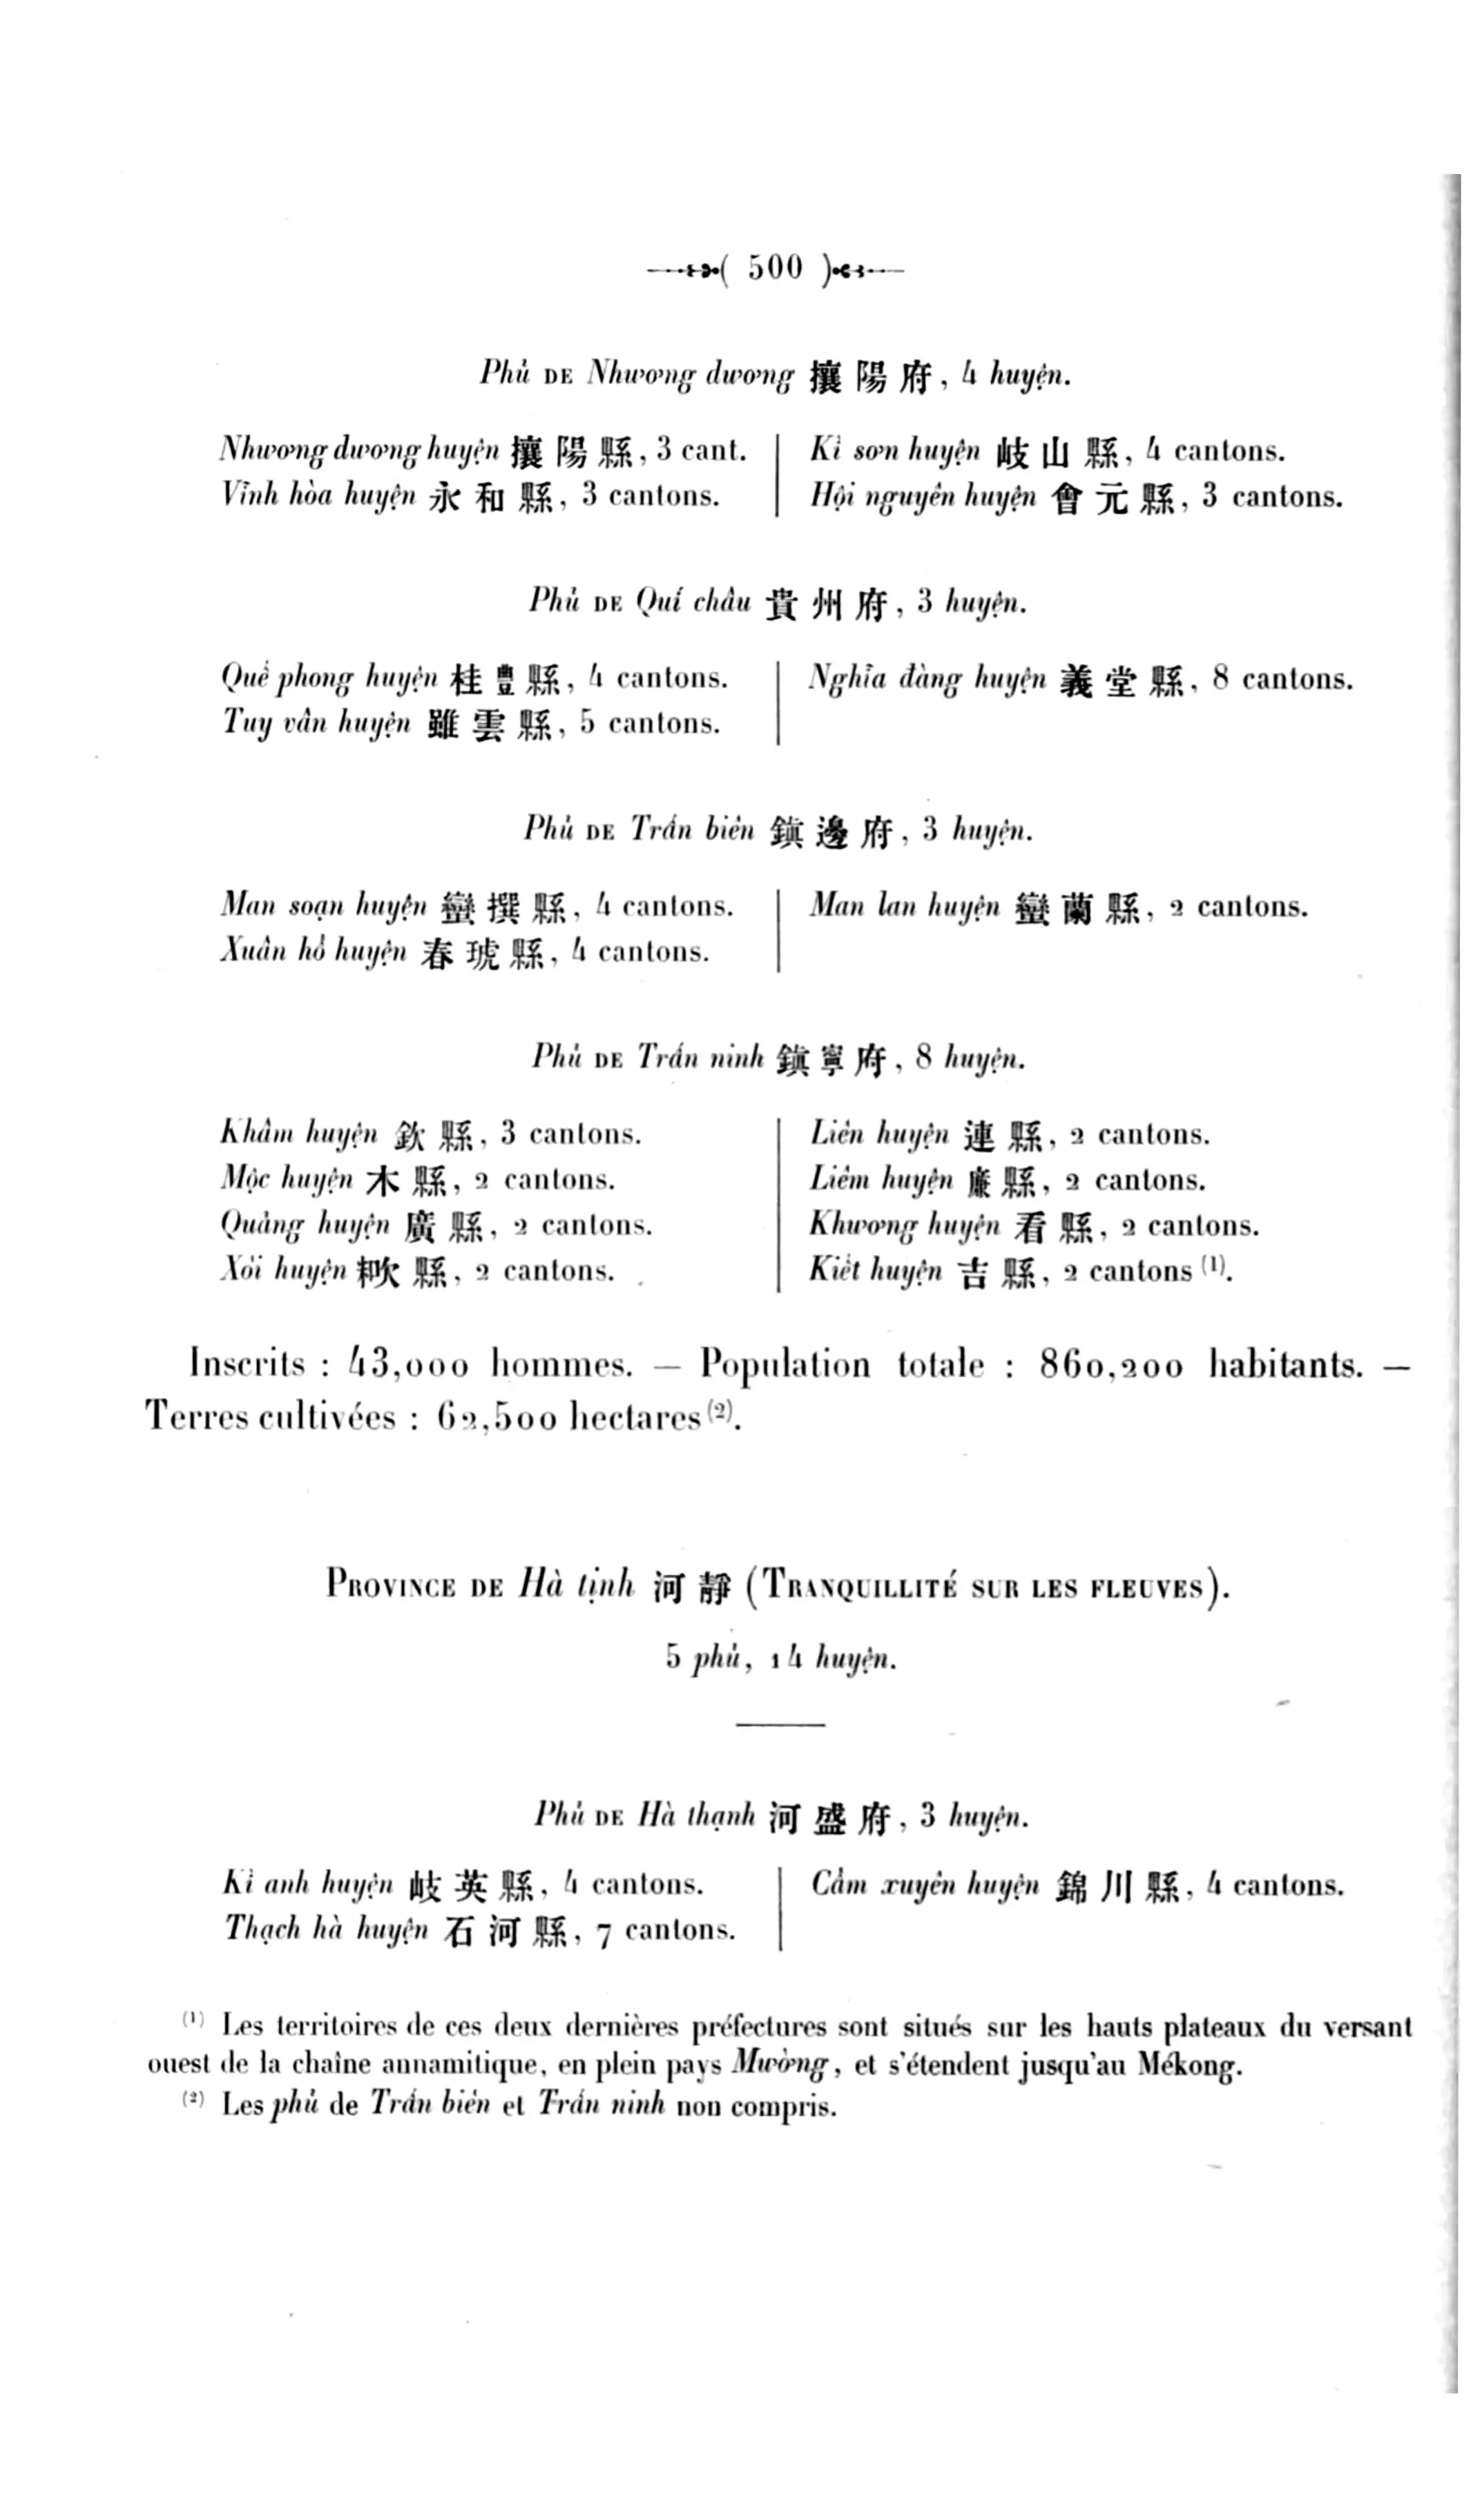 ( 500 )
Phủ DE Nhương dương 攘陽府, 4 huyện.
Nhương dương huyện 攘陽縣, 3 cant.
Vĩnh hòa huyện 永和縣, 3 cantons.
Kì sơn huyện 岐山縣, 4 cantons.
Hội nguyên huyện 會元縣, 3 cantons.
Phủ DE Quí châu 貴州府, 3 huyện.
Quế phong huyện 桂豊縣, 4 cantons.
Tuy vân huyện 雖雲縣, 5 cantons.
Nghĩa đàng huyện 義堂縣, 8 cantons.
Phủ DE Trấn biên 鎮邊府, 3 huyện.
Man soạn huyện 蠻撰縣, 4 cantons.
Xuân hổ huyện 春琥縣, 4 cantons.
Man lan huyện 蠻蘭縣, 2 cantons.
Phủ DE Trấn ninh 鎮寧府, 8 huyện.
Khâm huyện 欽縣, 3 cantons.
Mộc huyện 木縣, 2 cantons.
Quảng huyện 廣縣, 2 cantons.
Xôi huyện 縣, 2 cantons.
Liên huyện 連縣, 2 cantons.
Liêm huyện 廉縣, 2 cantons.
Khương huyện 看縣, 2 cantons.
Kiết huyện 吉縣, 2 cantons (1).
Inscrits : 43,000 hommes. — Population totale : 860,200 habitants. —
Terres cultivées : 62,500 hectares (2).
PROVINCE DE Hà tịnh 河靜 (TRANQUILLITÉ SUR LES FLEUVES).
5 phủ, 14 huyện.
Phủ DE Hà thạnh 河盛府, 3 huyện.
Kì anh huyện 岐英縣, 4 cantons.
Thạch hà huyện 石河縣, 7 cantons.
Cẩm xuyên huyện 錦川縣, 4 cantons.
(1) Les territoires de ces deux dernières préfectures sont situés sur les hauts plateaux du versant
ouest de la chaîne annamitique, en plein pays Mường, et s'étendent jusqu'au Mékong.
(2) Les phủ de Trấn biên et Trấn ninh non compris.